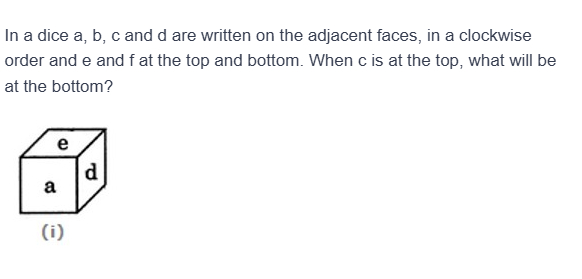 In a dice a, b, c and d are written on the adjacent faces, in a clockwise
order and e and f at the top and bottom. When c is at the top, what will be
at the bottom?
e
d
a
(i)